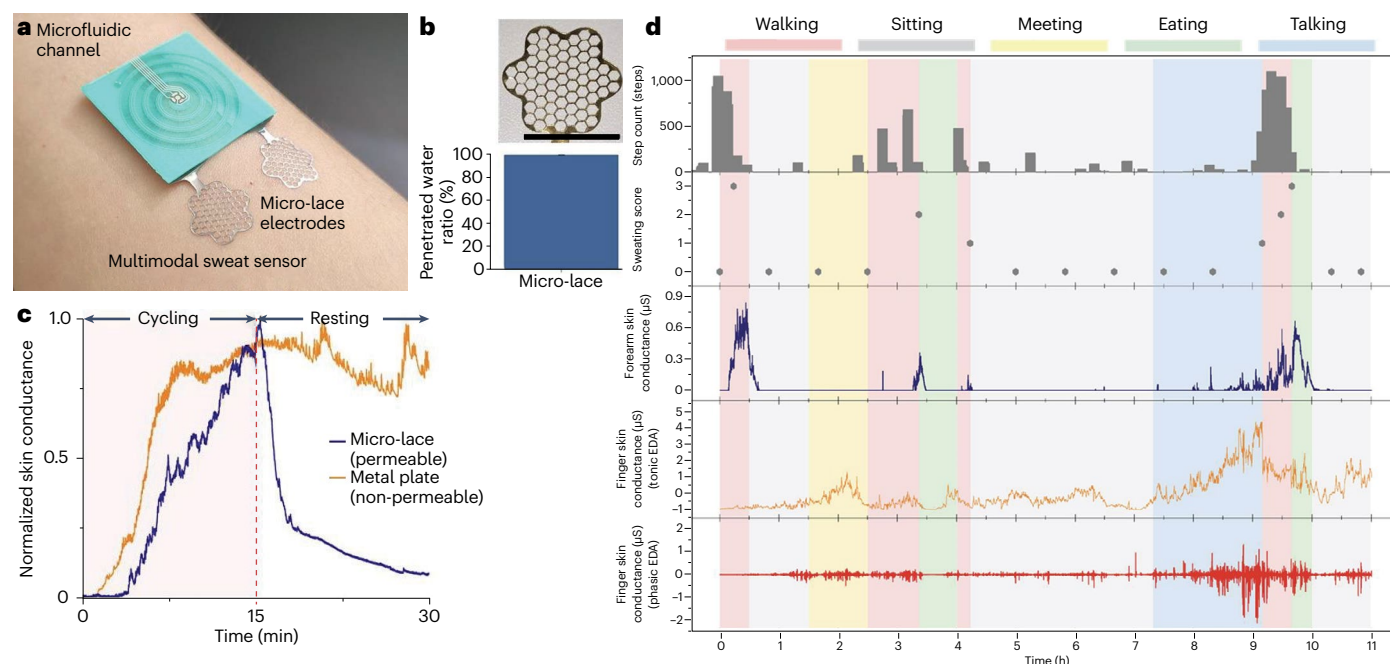 a
Microfluidic
channel
Micro-lace
electrodes
Multimodal sweat sensor
b
Penetrated water
ratio (%)
100
80
60
40
20
0
Micro-lace
c
Normalized skin conductance
1.0
0.5
0
Cycling
Resting
Micro-lace
(permeable)
Metal plate
(non-permeable)
0
15
30
Time (min)
d
Walking
Sitting
Meeting
Eating
Talking
Step count (steps)
1,000
500
0
Sweating score
3
2
1
0
Forearm skin
conductance (µS)
0.9
0.6
0.3
0
Finger skin
conductance (µS)
(tonic EDA)
5
4
3
2
1
0
−1
Finger skin
conductance (µS)
(phasic EDA)
2
1
0
−1
−2
0 1 2 3 4 5 6 7 8 9 10 11
Time (h)